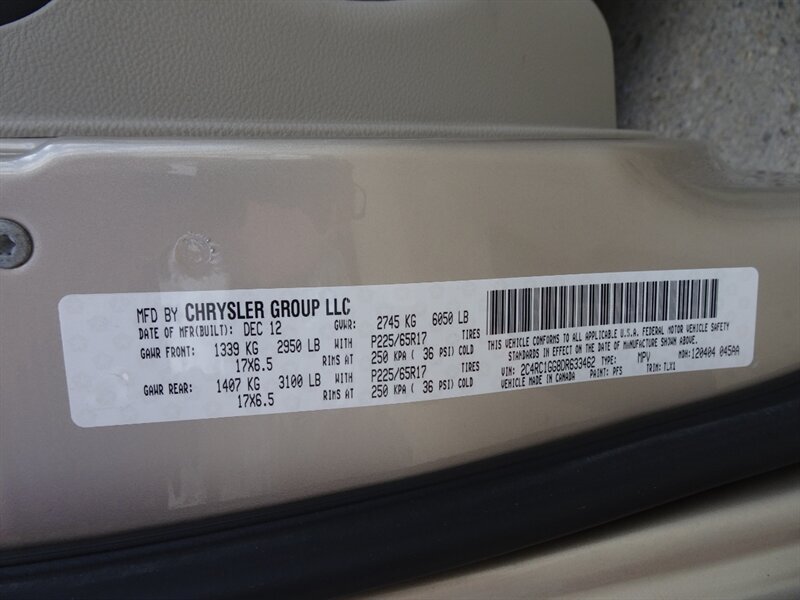 MFD BY CHRYSLER GROUP LLC
DATE OF MFR(BUILT): DEC 12 GVWR: 2745 KG 6050 LB
GAWR FRONT: 1339 KG 2950 LB WITH P225/65R17 TIRES
17X6.5 RIMS AT 250 KPA ( 36 PSI) COLD
GAWR REAR: 1407 KG 3100 LB WITH P225/65R17 TIRES
17X6.5 RIMS AT 250 KPA ( 36 PSI) COLD
THIS VEHICLE CONFORMS TO ALL APPLICABLE U.S.A. FEDERAL MOTOR VEHICLE SAFETY
STANDARDS IN EFFECT ON THE DATE OF MANUFACTURE SHOWN ABOVE.
VIN: 2C4RC1GG8DR633462 TYPE: MPV MDH: 120404 045AA
VEHICLE MADE IN CANADA PAINT: PFS TRIM: TLX1